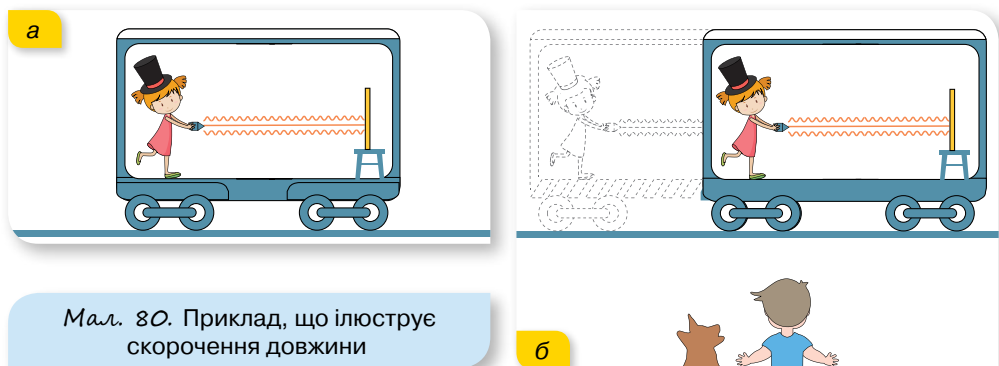 а
Мал. 80. Приклад, що ілюструє
скорочення довжини
б